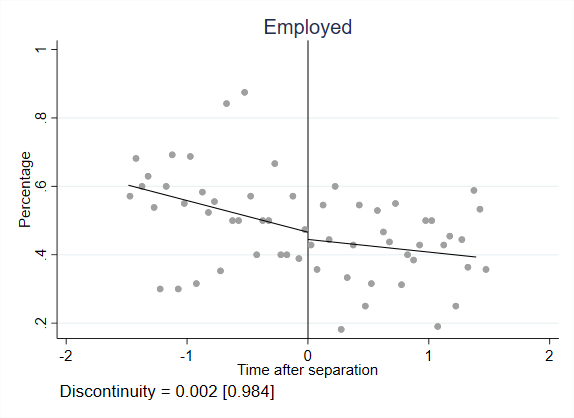 Employed
Percentage
1
.8
.6
.4
.2
-2 -1 0 1 2
Time after separation
Discontinuity = 0.002 [0.984]